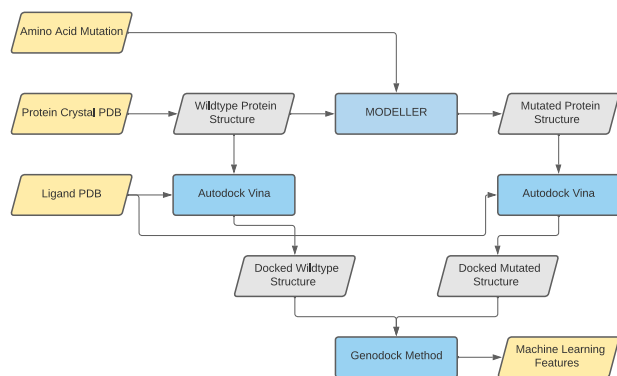 Amino Acid Mutation
Protein Crystal PDB
Wildtype Protein
Structure
MODELLER
Mutated Protein
Structure
Ligand PDB
Autodock Vina
Autodock Vina
Docked Wildtype
Structure
Docked Mutated
Structure
Genodock Method
Machine Learning
Features